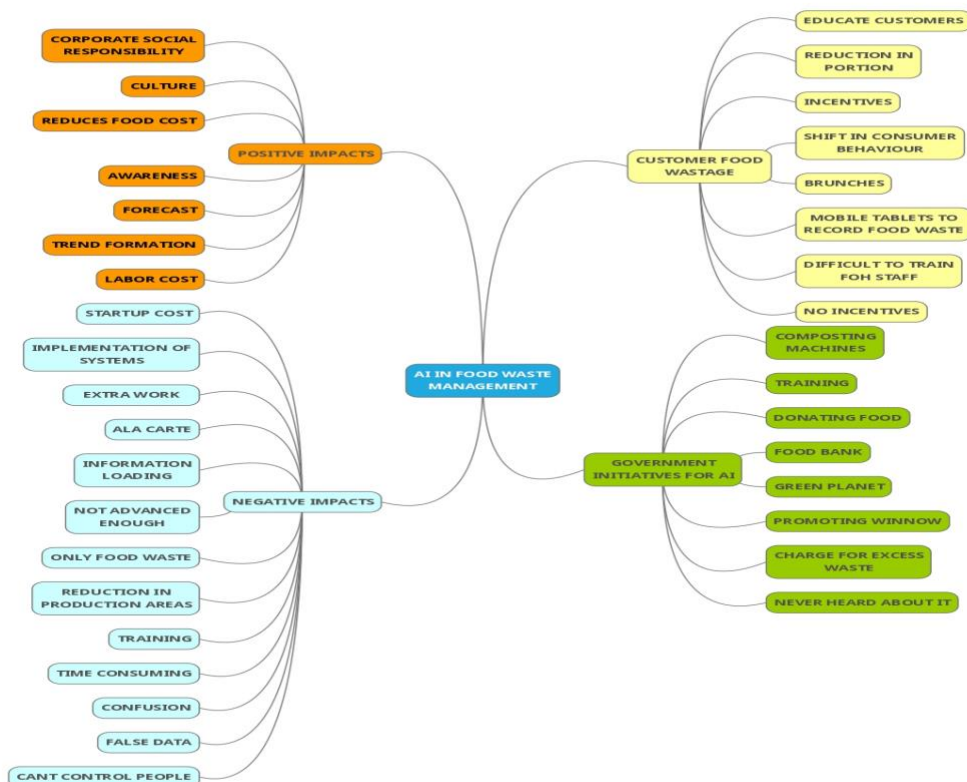 CORPORATE SOCIAL
RESPONSIBILITY
CULTURE
REDUCES FOOD COST
POSITIVE IMPACTS
AWARENESS
FORECAST
TREND FORMATION
LABOR COST
STARTUP COST
IMPLEMENTATION OF
SYSTEMS
EXTRA WORK
ALA CARTE
INFORMATION
LOADING
NEGATIVE IMPACTS
NOT ADVANCED
ENOUGH
ONLY FOOD WASTE
REDUCTION IN
PRODUCTION AREAS
TRAINING
TIME CONSUMING
CONFUSION
FALSE DATA
CANT CONTROL PEOPLE
AI IN FOOD WASTE
MANAGEMENT
EDUCATE CUSTOMERS
REDUCTION IN
PORTION
INCENTIVES
SHIFT IN CONSUMER
BEHAVIOUR
CUSTOMER FOOD
WASTAGE
BRUNCHES
MOBILE TABLETS TO
RECORD FOOD WASTE
DIFFICULT TO TRAIN
FOH STAFF
NO INCENTIVES
COMPOSTING
MACHINES
TRAINING
DONATING FOOD
FOOD BANK
GOVERNMENT
INITIATIVES FOR AI
GREEN PLANET
PROMOTING WINNOW
CHARGE FOR EXCESS
WASTE
NEVER HEARD ABOUT IT